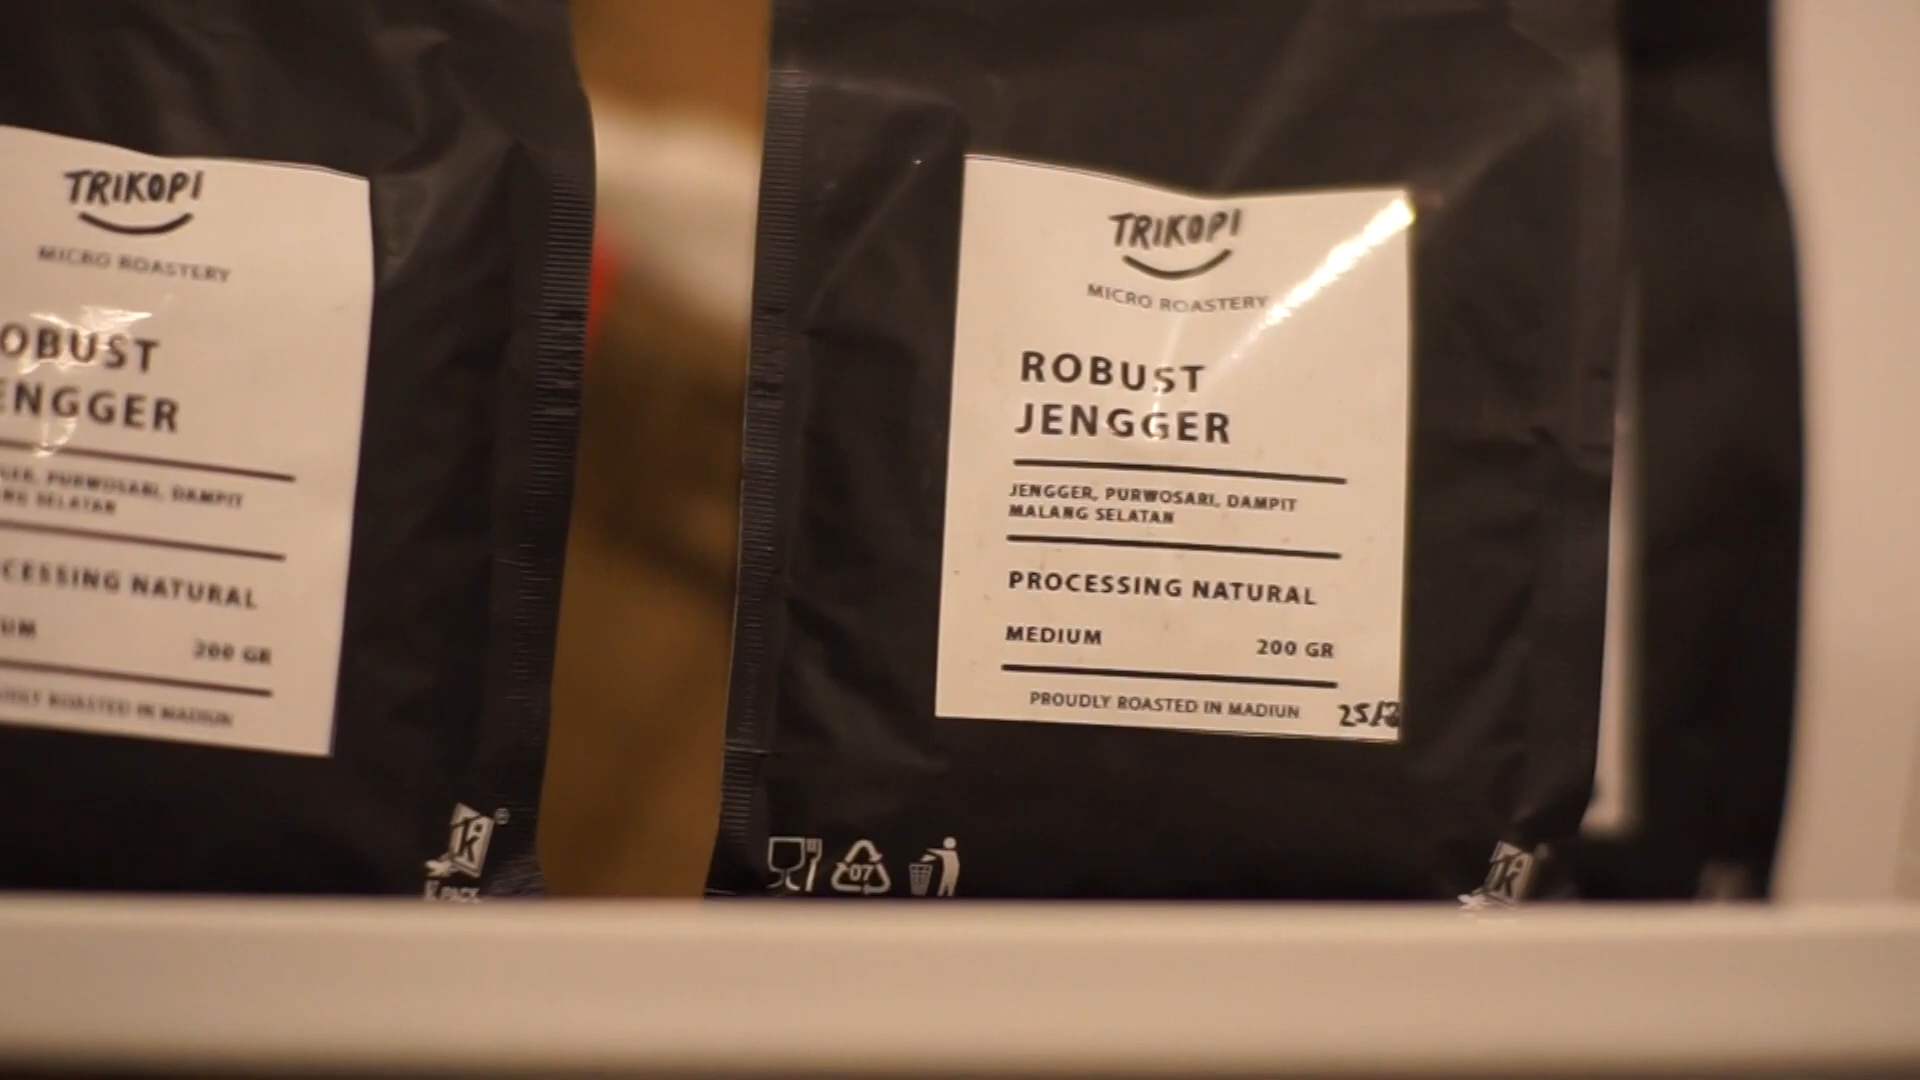 TRIKOPI
MICRO ROASTERY
OBUST
ENGGER
PURWOSARI, DAMPIT
SELATAN
CESSING NATURAL
UM 200 GR
ROASTED IN MADIUN
TRIKOPI
MICRO ROASTERY
ROBUST
JENGGER
JENGGER, PURWOSARI, DAMPIT
MALANG SELATAN
PROCESSING NATURAL
MEDIUM 200 GR
PROUDLY ROASTED IN MADIUN
07